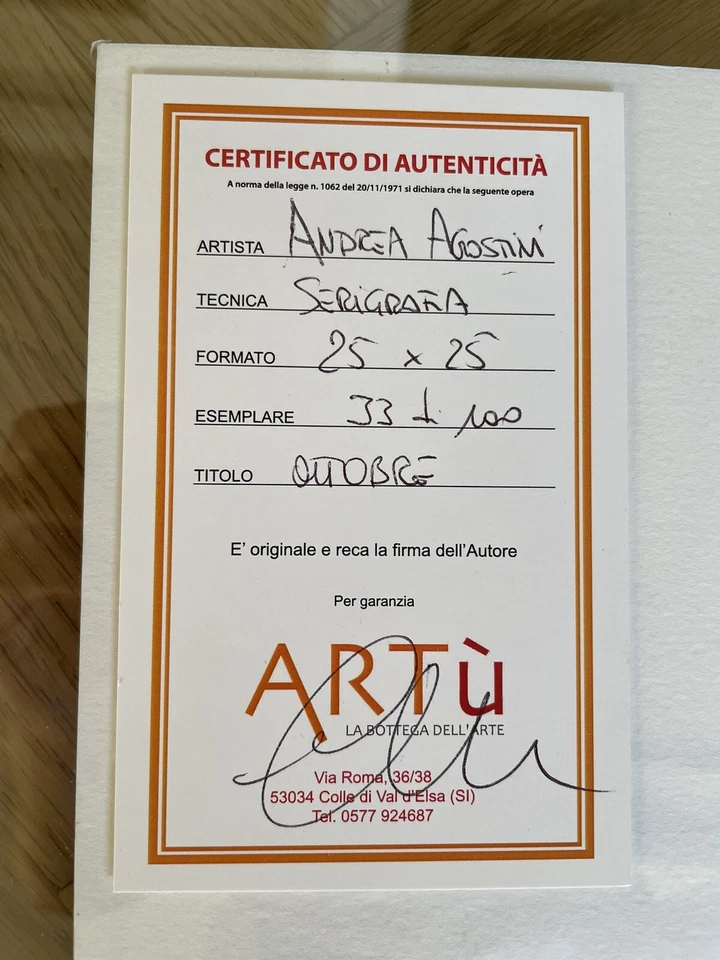 CERTIFICATO DI AUTENTICITÀ
A norma della legge n. 1062 del 20/11/1971 si dichiara che la seguente opera
ARTISTA ANDREA AGOSTINI
TECNICA SERIGRAFIA
FORMATO 25 x 25
ESEMPLARE 33 di 100
TITOLO OTTOBRE
E' originale e reca la firma dell'Autore
Per garanzia
ARTù
LA BOTTEGA DELL'ARTE
Via Roma, 36/38
53034 Colle di Val d'Elsa (SI)
Tel. 0577 924687